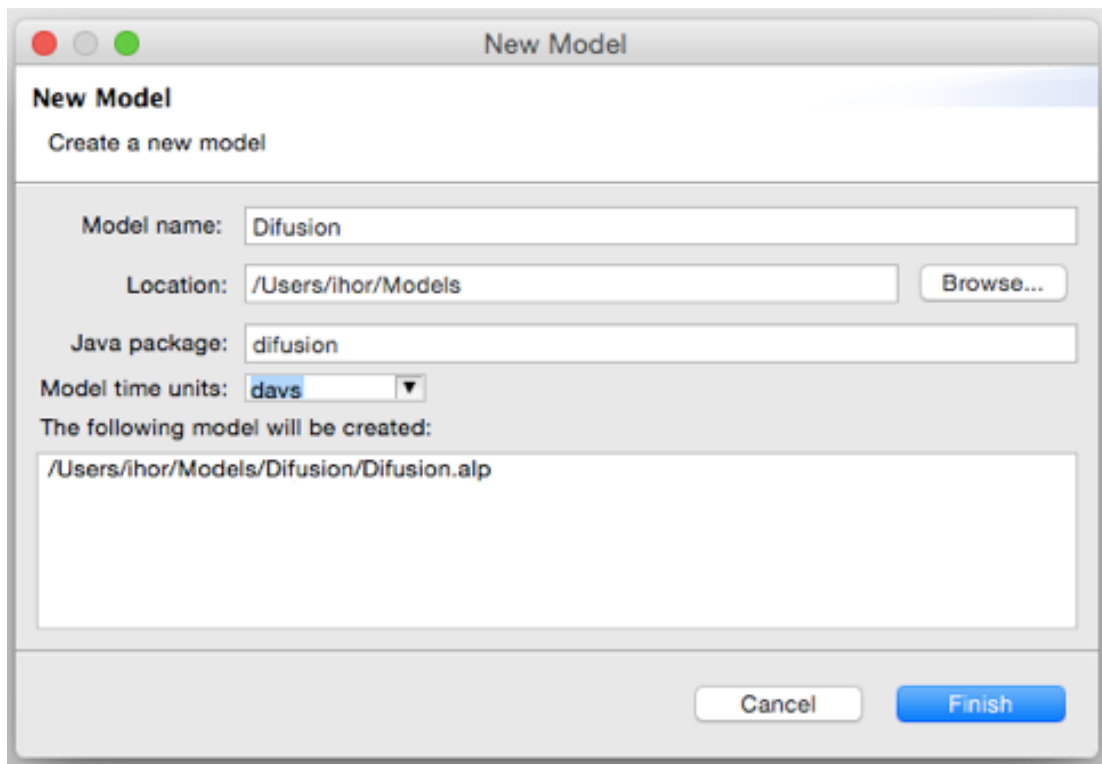 New Model
New Model
Create a new model
Model name: Difusion
Location: /Users/ihor/Models Browse...
Java package: difusion
Model time units: days
The following model will be created:
/Users/ihor/Models/Difusion/Difusion.alp
Cancel Finish